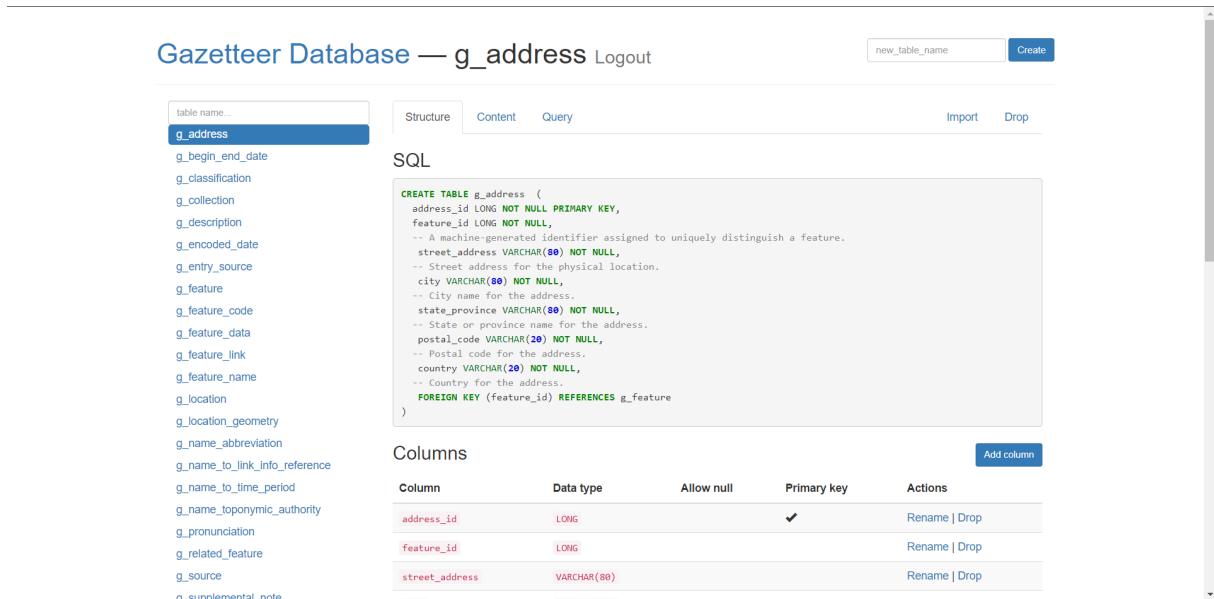 Gazetteer Database — g_address Logout
new_table_name
Create
table name...
g_address
g_begin_end_date
g_classification
g_collection
g_description
g_encoded_date
g_entry_source
g_feature
g_feature_code
g_feature_data
g_feature_link
g_feature_name
g_location
g_location_geometry
g_name_abbreviation
g_name_to_link_info_reference
g_name_to_time_period
g_name_toponymic_authority
g_pronunciation
g_related_feature
g_source
g_supplemental_note
Structure Content Query Import Drop
SQL
CREATE TABLE g_address (
address_id LONG NOT NULL PRIMARY KEY,
feature_id LONG NOT NULL,
-- A machine-generated identifier assigned to uniquely distinguish a feature.
street_address VARCHAR(80) NOT NULL,
-- Street address for the physical location.
city VARCHAR(80) NOT NULL,
-- City name for the address.
state_province VARCHAR(80) NOT NULL,
-- State or province name for the address.
postal_code VARCHAR(20) NOT NULL,
-- Postal code for the address.
country VARCHAR(20) NOT NULL,
-- Country for the address.
FOREIGN KEY (feature_id) REFERENCES g_feature
)
Columns
Add column
Column Data type Allow null Primary key Actions
address_id LONG ✔ Rename | Drop
feature_id LONG Rename | Drop
street_address VARCHAR(80) Rename | Drop